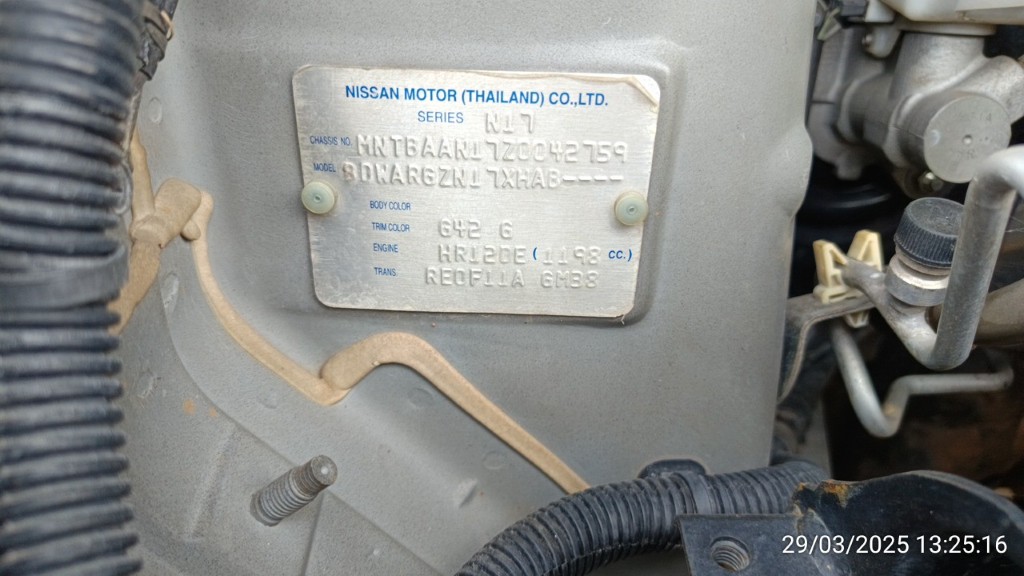 NISSAN MOTOR (THAILAND) CO.,LTD.
SERIES N17
CHASSIS NO. MNTBAAN17Z0042759
MODEL BDWARGZN17XHAB----
BODY COLOR
TRIM COLOR G42 G
ENGINE HR12DE (1198 CC.)
TRANS. RE0F11A GM38
29/03/2025 13:25:16